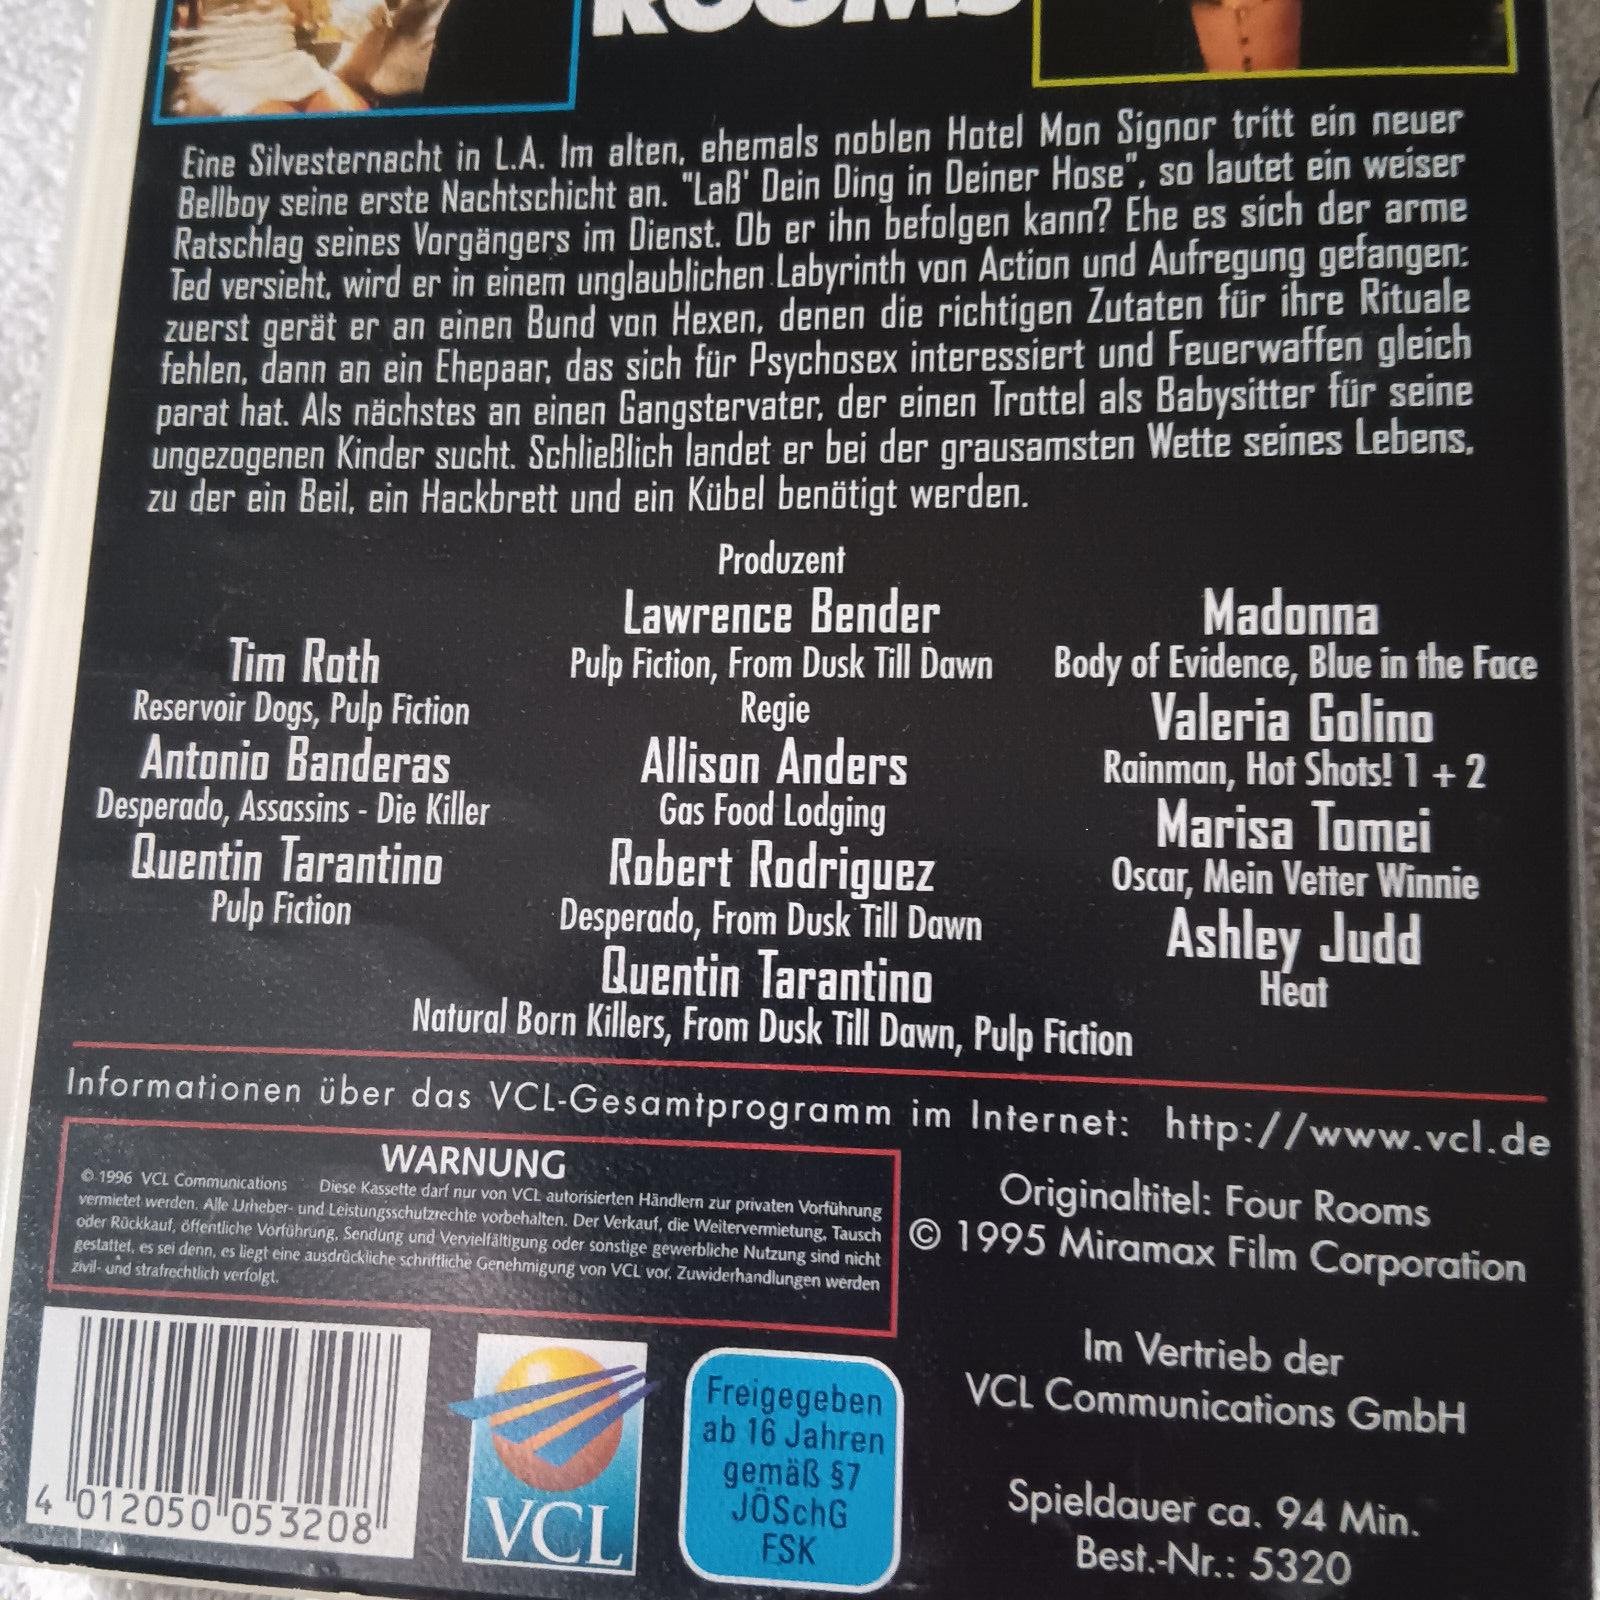 ROOMS
Eine Silvesternacht in L.A. Im alten, ehemals noblen Hotel Mon Signor tritt ein neuer
Bellboy seine erste Nachtschicht an. "Laß' Dein Ding in Deiner Hose", so lautet ein weiser
Ratschlag seines Vorgängers im Dienst. Ob er ihn befolgen kann? Ehe es sich der arme
Ted versieht, wird er in einem unglaublichen Labyrinth von Action und Aufregung gefangen:
zuerst gerät er an einen Bund von Hexen, denen die richtigen Zutaten für ihre Rituale
fehlen, dann an ein Ehepaar, das sich für Psychosex interessiert und Feuerwaffen gleich
parat hat. Als nächstes an einen Gangstervater, der einen Trottel als Babysitter für seine
ungezogenen Kinder sucht. Schließlich landet er bei der grausamsten Wette seines Lebens,
zu der ein Beil, ein Hackbrett und ein Kübel benötigt werden.
Tim Roth
Reservoir Dogs, Pulp Fiction
Antonio Banderas
Desperado, Assassins - Die Killer
Quentin Tarantino
Pulp Fiction
Produzent
Lawrence Bender
Pulp Fiction, From Dusk Till Dawn
Regie
Allison Anders
Gas Food Lodging
Robert Rodriguez
Desperado, From Dusk Till Dawn
Quentin Tarantino
Natural Born Killers, From Dusk Till Dawn, Pulp Fiction
Madonna
Body of Evidence, Blue in the Face
Valeria Golino
Rainman, Hot Shots! 1 + 2
Marisa Tomei
Oscar, Mein Vetter Winnie
Ashley Judd
Heat
Informationen über das VCL-Gesamtprogramm im Internet: http://www.vcl.de
WARNUNG
© 1996 VCL Communications Diese Kassette darf nur von VCL autorisierten Händlern zur privaten Vorführung
vermietet werden. Alle Urheber- und Leistungsschutzrechte vorbehalten. Der Verkauf, die Weitervermietung, Tausch
oder Rückkauf, öffentliche Vorführung, Sendung und Vervielfältigung oder sonstige gewerbliche Nutzung sind nicht
gestattet, es sei denn, es liegt eine ausdrückliche schriftliche Genehmigung von VCL vor. Zuwiderhandlungen werden
zivil- und strafrechtlich verfolgt.
Originaltitel: Four Rooms
© 1995 Miramax Film Corporation
Im Vertrieb der
VCL Communications GmbH
Spieldauer ca. 94 Min.
Best.-Nr.: 5320
4 012050 053208
VCL
Freigegeben
ab 16 Jahren
gemäß §7
JÖSchG
FSK